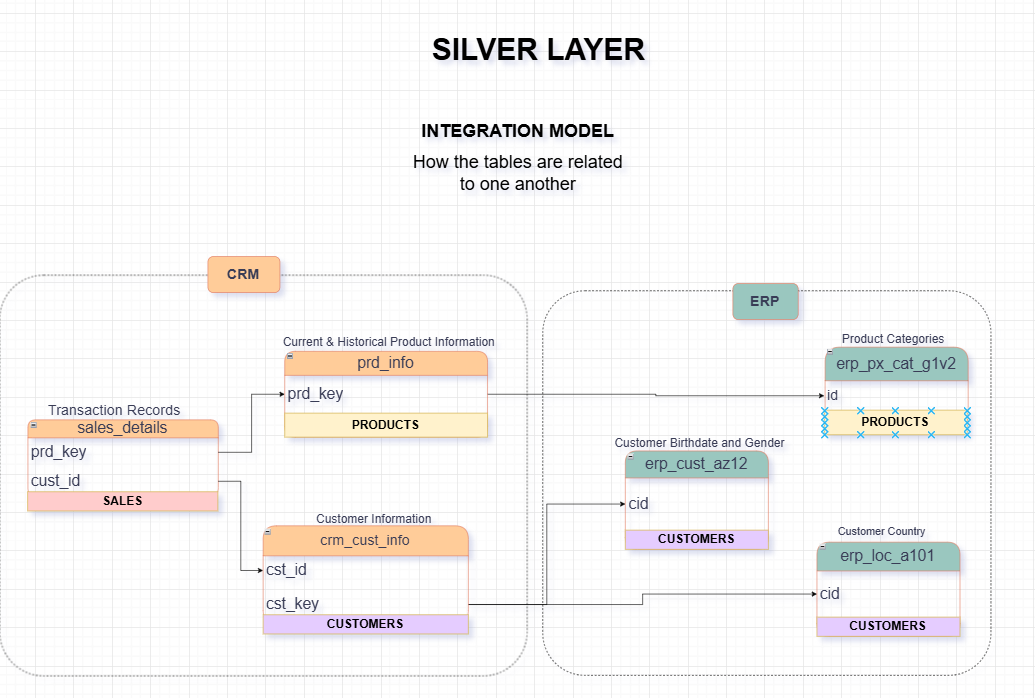 SILVER LAYER
INTEGRATION MODEL
How the tables are related
to one another
CRM
Current & Historical Product Information
prd_info
prd_key
PRODUCTS
Transaction Records
sales_details
prd_key
cust_id
SALES
Customer Information
crm_cust_info
cst_id
cst_key
CUSTOMERS
ERP
Product Categories
erp_px_cat_g1v2
id
PRODUCTS
Customer Birthdate and Gender
erp_cust_az12
cid
CUSTOMERS
Customer Country
erp_loc_a101
cid
CUSTOMERS